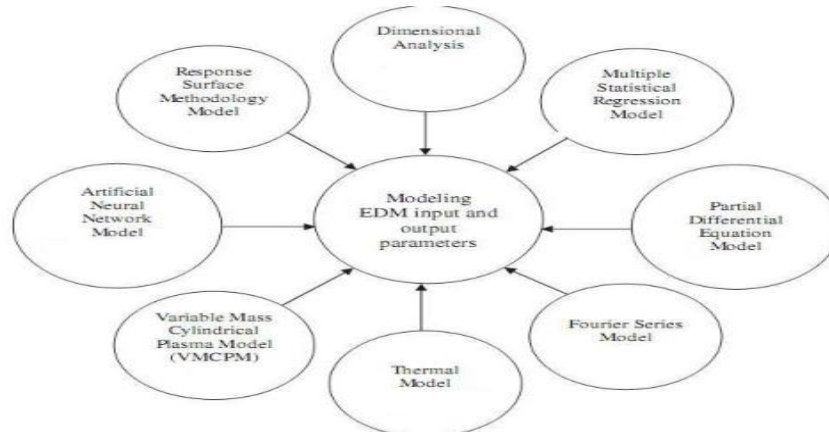 Dimensional
Analysis
Response
Surface
Methodology
Model
Multiple
Statistical
Regression
Model
Artificial
Neural
Network
Model
Modeling
EDM input and
output
parameters
Partial
Differential
Equation
Model
Variable Mass
Cylindrical
Plasma Model
(VMCPM)
Thermal
Model
Fourier Series
Model